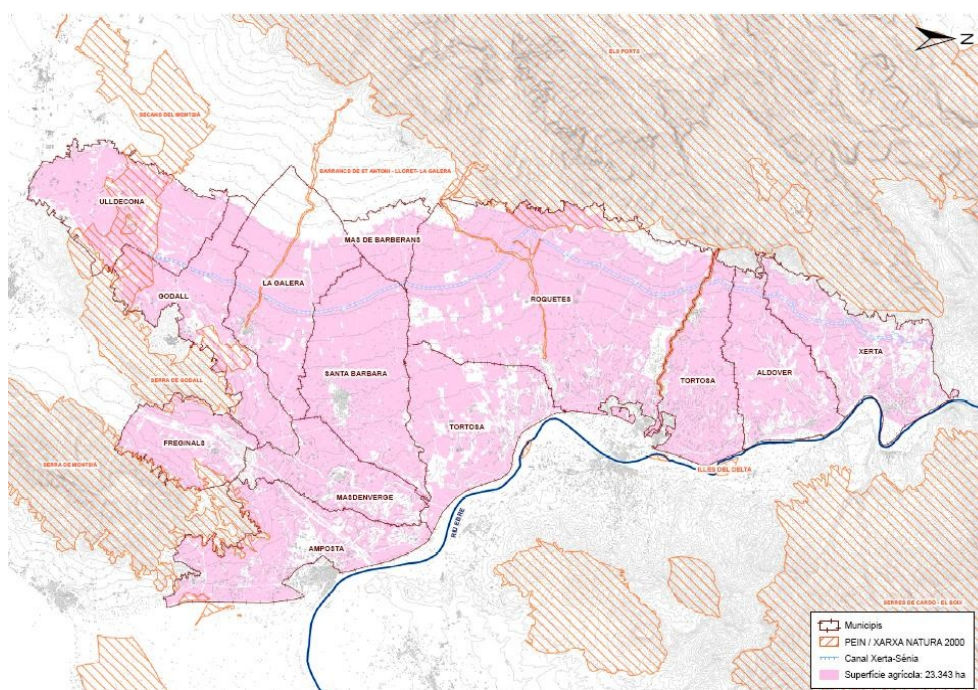 N
ELS PORTS
SECANS DEL MONTSIÀ
BARRANCS DE ST ANTONI - LLORET- LA GALERA
ULLDECONA
MAS DE BARBERANS
LA GALERA
GODALL
ROQUETES
XERTA
SANTA BARBARA
ALDOVER
TORTOSA
SERRA DE GODALL
TORTOSA
FREGINALS
SERRA DE MONTSIÀ
ILLES DEL DELTA
MASDENVERGE
RIU EBRE
AMPOSTA
SERRES DE CARDÓ - EL BOIX
Municipis
PEIN / XARXA NATURA 2000
Canal Xerta-Sénia
Superfície agrícola: 23.343 ha